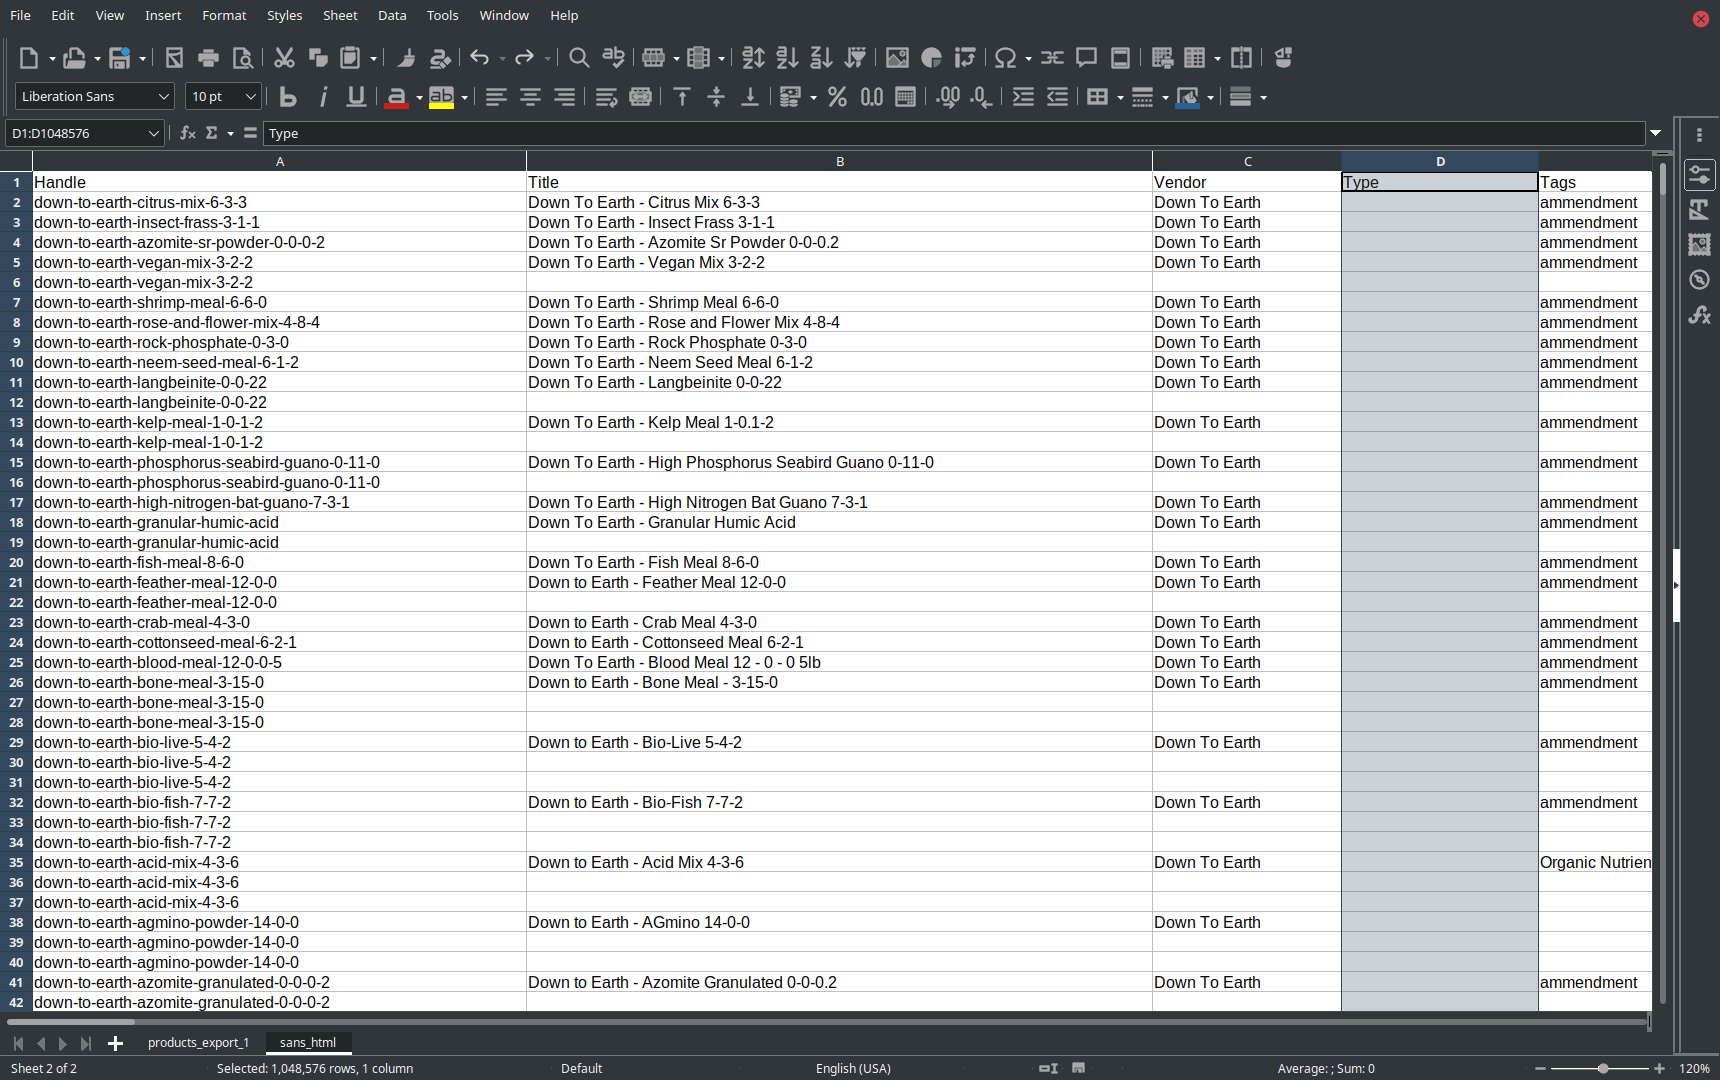 File Edit View Insert Format Styles Sheet Data Tools Window Help
Liberation Sans 10 pt
D1:D1048576 Type
A B C D
1 Handle Title Vendor Type Tags
2 down-to-earth-citrus-mix-6-3-3 Down To Earth - Citrus Mix 6-3-3 Down To Earth ammendment
3 down-to-earth-insect-frass-3-1-1 Down To Earth - Insect Frass 3-1-1 Down To Earth ammendment
4 down-to-earth-azomite-sr-powder-0-0-0-2 Down To Earth - Azomite Sr Powder 0-0-0.2 Down To Earth ammendment
5 down-to-earth-vegan-mix-3-2-2 Down To Earth - Vegan Mix 3-2-2 Down To Earth ammendment
6 down-to-earth-vegan-mix-3-2-2
7 down-to-earth-shrimp-meal-6-6-0 Down To Earth - Shrimp Meal 6-6-0 Down To Earth ammendment
8 down-to-earth-rose-and-flower-mix-4-8-4 Down To Earth - Rose and Flower Mix 4-8-4 Down To Earth ammendment
9 down-to-earth-rock-phosphate-0-3-0 Down To Earth - Rock Phosphate 0-3-0 Down To Earth ammendment
10 down-to-earth-neem-seed-meal-6-1-2 Down To Earth - Neem Seed Meal 6-1-2 Down To Earth ammendment
11 down-to-earth-langbeinite-0-0-22 Down To Earth - Langbeinite 0-0-22 Down To Earth ammendment
12 down-to-earth-langbeinite-0-0-22
13 down-to-earth-kelp-meal-1-0-1-2 Down To Earth - Kelp Meal 1-0.1-2 Down To Earth ammendment
14 down-to-earth-kelp-meal-1-0-1-2
15 down-to-earth-phosphorus-seabird-guano-0-11-0 Down To Earth - High Phosphorus Seabird Guano 0-11-0 Down To Earth ammendment
16 down-to-earth-phosphorus-seabird-guano-0-11-0
17 down-to-earth-high-nitrogen-bat-guano-7-3-1 Down To Earth - High Nitrogen Bat Guano 7-3-1 Down To Earth ammendment
18 down-to-earth-granular-humic-acid Down To Earth - Granular Humic Acid Down To Earth ammendment
19 down-to-earth-granular-humic-acid
20 down-to-earth-fish-meal-8-6-0 Down To Earth - Fish Meal 8-6-0 Down To Earth ammendment
21 down-to-earth-feather-meal-12-0-0 Down to Earth - Feather Meal 12-0-0 Down To Earth ammendment
22 down-to-earth-feather-meal-12-0-0
23 down-to-earth-crab-meal-4-3-0 Down to Earth - Crab Meal 4-3-0 Down To Earth ammendment
24 down-to-earth-cottonseed-meal-6-2-1 Down to Earth - Cottonseed Meal 6-2-1 Down To Earth ammendment
25 down-to-earth-blood-meal-12-0-0-5 Down To Earth - Blood Meal 12 - 0 - 0 5lb Down To Earth ammendment
26 down-to-earth-bone-meal-3-15-0 Down to Earth - Bone Meal - 3-15-0 Down To Earth ammendment
27 down-to-earth-bone-meal-3-15-0
28 down-to-earth-bone-meal-3-15-0
29 down-to-earth-bio-live-5-4-2 Down to Earth - Bio-Live 5-4-2 Down To Earth ammendment
30 down-to-earth-bio-live-5-4-2
31 down-to-earth-bio-live-5-4-2
32 down-to-earth-bio-fish-7-7-2 Down to Earth - Bio-Fish 7-7-2 Down To Earth ammendment
33 down-to-earth-bio-fish-7-7-2
34 down-to-earth-bio-fish-7-7-2
35 down-to-earth-acid-mix-4-3-6 Down to Earth - Acid Mix 4-3-6 Down To Earth Organic Nutrien
36 down-to-earth-acid-mix-4-3-6
37 down-to-earth-acid-mix-4-3-6
38 down-to-earth-agmino-powder-14-0-0 Down to Earth - AGmino 14-0-0 Down To Earth
39 down-to-earth-agmino-powder-14-0-0
40 down-to-earth-agmino-powder-14-0-0
41 down-to-earth-azomite-granulated-0-0-0-2 Down to Earth - Azomite Granulated 0-0-0.2 Down To Earth ammendment
42 down-to-earth-azomite-granulated-0-0-0-2
products_export_1 sans_html
Sheet 2 of 2 Selected: 1,048,576 rows, 1 column Default English (USA) Average: ; Sum: 0 120%